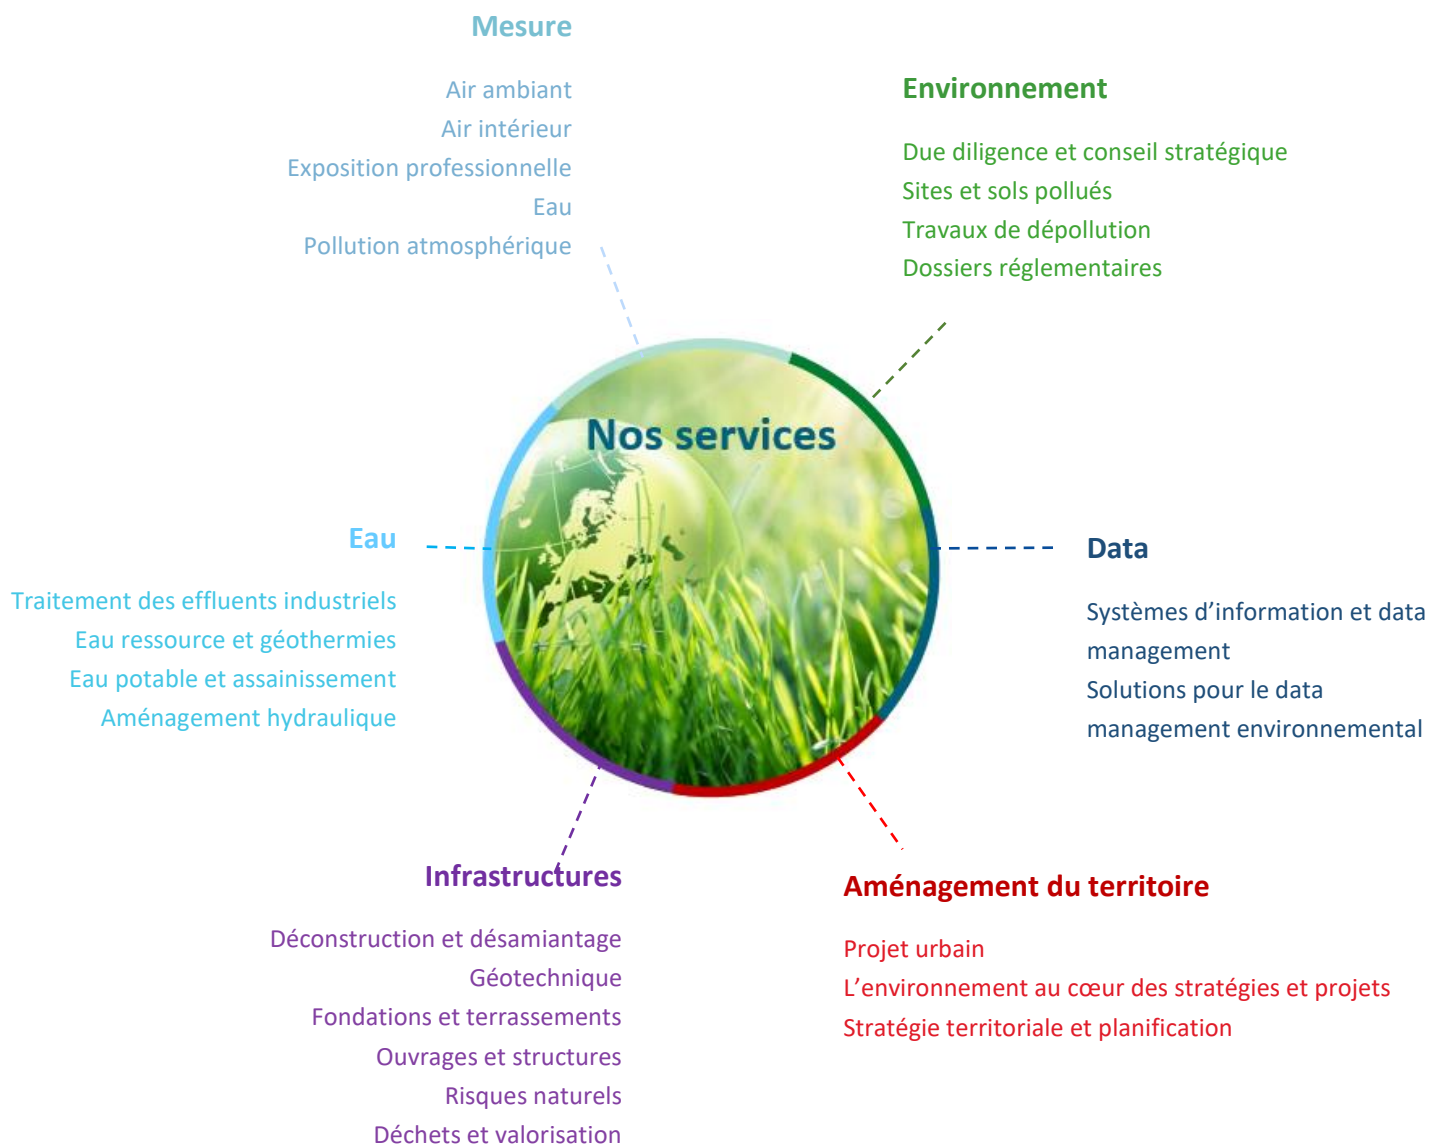 Mesure
Air ambiant
Air intérieur
Exposition professionnelle
Eau
Pollution atmosphérique
Environnement
Due diligence et conseil stratégique
Sites et sols pollués
Travaux de dépollution
Dossiers réglementaires
Nos services
Eau
Traitement des effluents industriels
Eau ressource et géothermies
Eau potable et assainissement
Aménagement hydraulique
Data
Systèmes d’information et data
management
Solutions pour le data
management environnemental
Infrastructures
Déconstruction et désamiantage
Géotechnique
Fondations et terrassements
Ouvrages et structures
Risques naturels
Déchets et valorisation
Aménagement du territoire
Projet urbain
L’environnement au cœur des stratégies et projets
Stratégie territoriale et planification